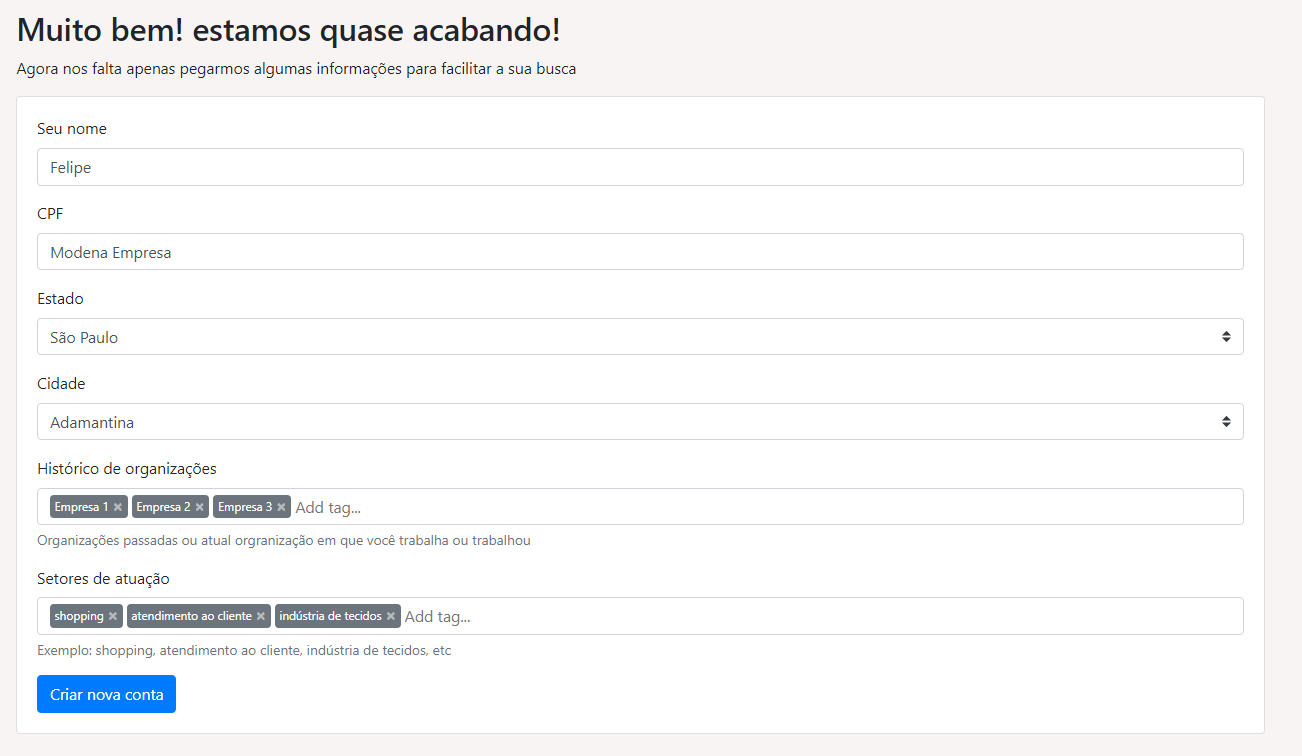 Muito bem! estamos quase acabando!
Agora nos falta apenas pegarmos algumas informações para facilitar a sua busca
Seu nome
Felipe
CPF
Modena Empresa
Estado
São Paulo
Cidade
Adamantina
Histórico de organizações
Empresa 1 × Empresa 2 × Empresa 3 × Add tag...
Organizações passadas ou atual orgranização em que você trabalha ou trabalhou
Setores de atuação
shopping × atendimento ao cliente × indústria de tecidos × Add tag...
Exemplo: shopping, atendimento ao cliente, indústria de tecidos, etc
Criar nova conta